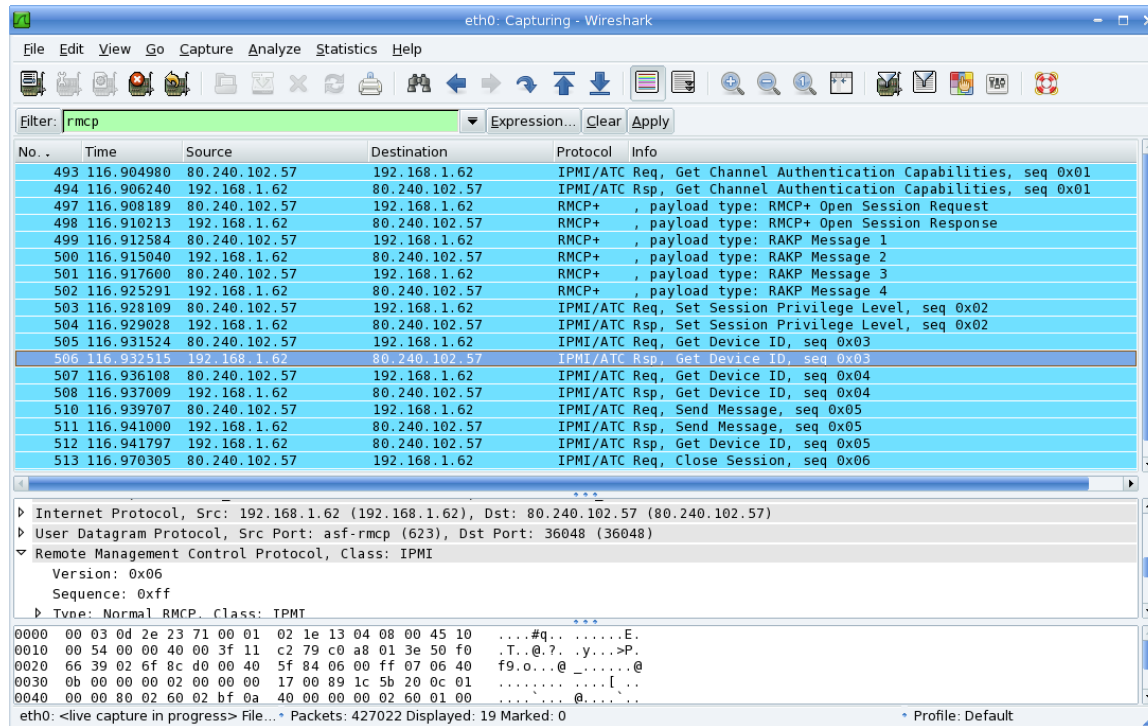 eth0: Capturing - Wireshark
File Edit View Go Capture Analyze Statistics Help
Filter: rmcp Expression... Clear Apply
No. . Time Source Destination Protocol Info
493 116.904980 80.240.102.57 192.168.1.62 IPMI/ATC Req, Get Channel Authentication Capabilities, seq 0x01
494 116.906240 192.168.1.62 80.240.102.57 IPMI/ATC Rsp, Get Channel Authentication Capabilities, seq 0x01
497 116.908189 80.240.102.57 192.168.1.62 RMCP+ , payload type: RMCP+ Open Session Request
498 116.910213 192.168.1.62 80.240.102.57 RMCP+ , payload type: RMCP+ Open Session Response
499 116.912584 80.240.102.57 192.168.1.62 RMCP+ , payload type: RAKP Message 1
500 116.915040 192.168.1.62 80.240.102.57 RMCP+ , payload type: RAKP Message 2
501 116.917600 80.240.102.57 192.168.1.62 RMCP+ , payload type: RAKP Message 3
502 116.925291 192.168.1.62 80.240.102.57 RMCP+ , payload type: RAKP Message 4
503 116.928109 80.240.102.57 192.168.1.62 IPMI/ATC Req, Set Session Privilege Level, seq 0x02
504 116.929028 192.168.1.62 80.240.102.57 IPMI/ATC Rsp, Set Session Privilege Level, seq 0x02
505 116.931524 80.240.102.57 192.168.1.62 IPMI/ATC Req, Get Device ID, seq 0x03
506 116.932515 192.168.1.62 80.240.102.57 IPMI/ATC Rsp, Get Device ID, seq 0x03
507 116.936108 80.240.102.57 192.168.1.62 IPMI/ATC Req, Get Device ID, seq 0x04
508 116.937009 192.168.1.62 80.240.102.57 IPMI/ATC Rsp, Get Device ID, seq 0x04
510 116.939707 80.240.102.57 192.168.1.62 IPMI/ATC Req, Send Message, seq 0x05
511 116.941000 192.168.1.62 80.240.102.57 IPMI/ATC Rsp, Send Message, seq 0x05
512 116.941797 192.168.1.62 80.240.102.57 IPMI/ATC Rsp, Get Device ID, seq 0x05
513 116.970305 80.240.102.57 192.168.1.62 IPMI/ATC Req, Close Session, seq 0x06
Internet Protocol, Src: 192.168.1.62 (192.168.1.62), Dst: 80.240.102.57 (80.240.102.57)
User Datagram Protocol, Src Port: asf-rmcp (623), Dst Port: 36048 (36048)
Remote Management Control Protocol, Class: IPMI
Version: 0x06
Sequence: 0xff
Type: Normal RMCP, Class: IPMI
0000 00 03 0d 2e 23 71 00 01 02 1e 13 04 08 00 45 10 ....#q.. ......E.
0010 00 54 00 00 40 00 3f 11 c2 79 c0 a8 01 3e 50 f0 .T..@.?. .y...>P.
0020 66 39 02 6f 8c d0 00 40 5f 84 06 00 ff 07 06 40 f9.o...@ _......@
0030 0b 00 00 00 02 00 00 00 17 00 89 1c 5b 20 0c 01 ........ ....[ ..
0040 00 00 80 02 60 02 bf 0a 40 00 00 00 02 60 01 00 ....`... @....`..
eth0: <live capture in progress> File... Packets: 427022 Displayed: 19 Marked: 0 Profile: Default